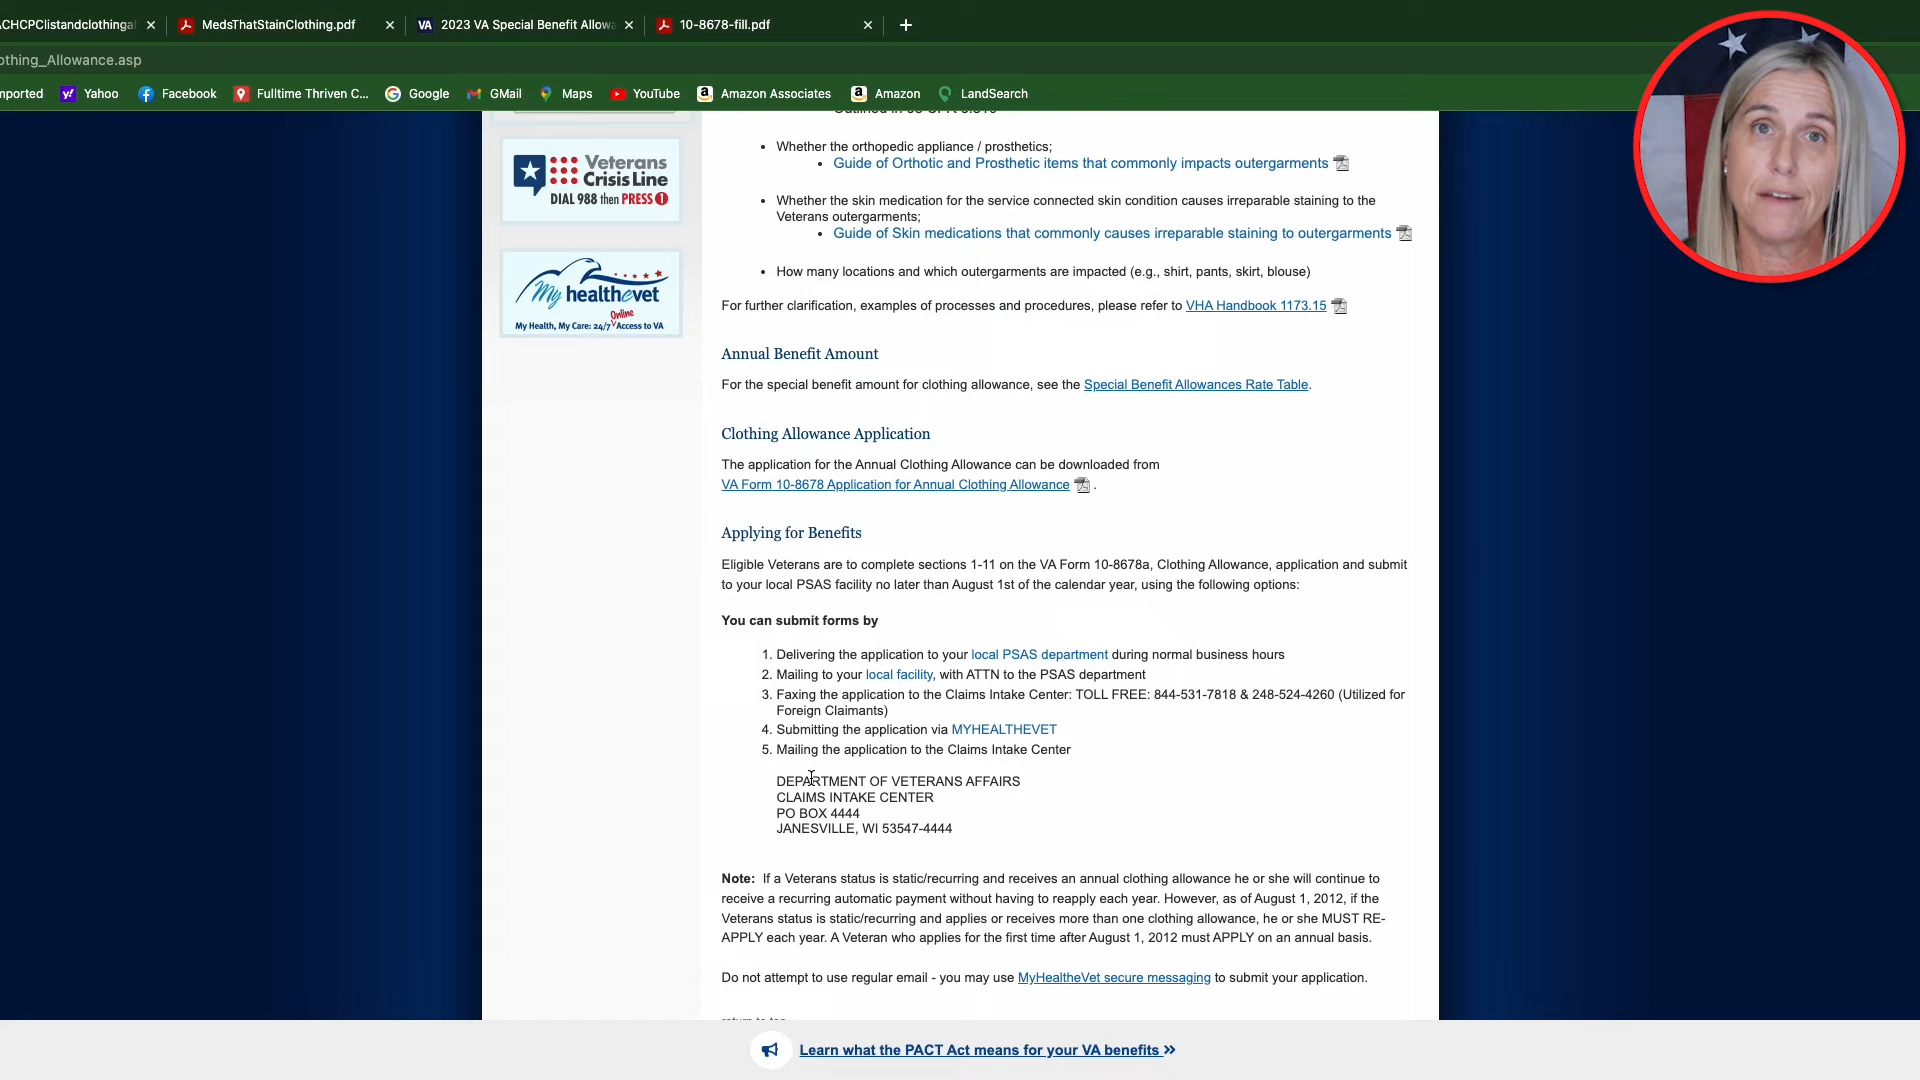 ACHCPClistandclothingal
MedsThatStainClothing.pdf
VA 2023 VA Special Benefit Allow
10-8678-fill.pdf
othing_Allowance.asp
mported
Yahoo
Facebook
Fulltime Thriven C...
Google
GMail
Maps
YouTube
Amazon Associates
Amazon
LandSearch
Veterans
Crisis Line
DIAL 988 then PRESS 1
My healthevet
My Health, My Care: 24/7 Online Access to VA
• Whether the orthopedic appliance / prosthetics;
• Guide of Orthotic and Prosthetic items that commonly impacts outergarments
• Whether the skin medication for the service connected skin condition causes irreparable staining to the
Veterans outergarments;
• Guide of Skin medications that commonly causes irreparable staining to outergarments
• How many locations and which outergarments are impacted (e.g., shirt, pants, skirt, blouse)
For further clarification, examples of processes and procedures, please refer to VHA Handbook 1173.15
Annual Benefit Amount
For the special benefit amount for clothing allowance, see the Special Benefit Allowances Rate Table.
Clothing Allowance Application
The application for the Annual Clothing Allowance can be downloaded from
VA Form 10-8678 Application for Annual Clothing Allowance .
Applying for Benefits
Eligible Veterans are to complete sections 1-11 on the VA Form 10-8678a, Clothing Allowance, application and submit
to your local PSAS facility no later than August 1st of the calendar year, using the following options:
You can submit forms by
1. Delivering the application to your local PSAS department during normal business hours
2. Mailing to your local facility, with ATTN to the PSAS department
3. Faxing the application to the Claims Intake Center: TOLL FREE: 844-531-7818 & 248-524-4260 (Utilized for
Foreign Claimants)
4. Submitting the application via MYHEALTHEVET
5. Mailing the application to the Claims Intake Center
DEPARTMENT OF VETERANS AFFAIRS
CLAIMS INTAKE CENTER
PO BOX 4444
JANESVILLE, WI 53547-4444
Note: If a Veterans status is static/recurring and receives an annual clothing allowance he or she will continue to
receive a recurring automatic payment without having to reapply each year. However, as of August 1, 2012, if the
Veterans status is static/recurring and applies or receives more than one clothing allowance, he or she MUST RE-
APPLY each year. A Veteran who applies for the first time after August 1, 2012 must APPLY on an annual basis.
Do not attempt to use regular email - you may use MyHealtheVet secure messaging to submit your application.
Learn what the PACT Act means for your VA benefits